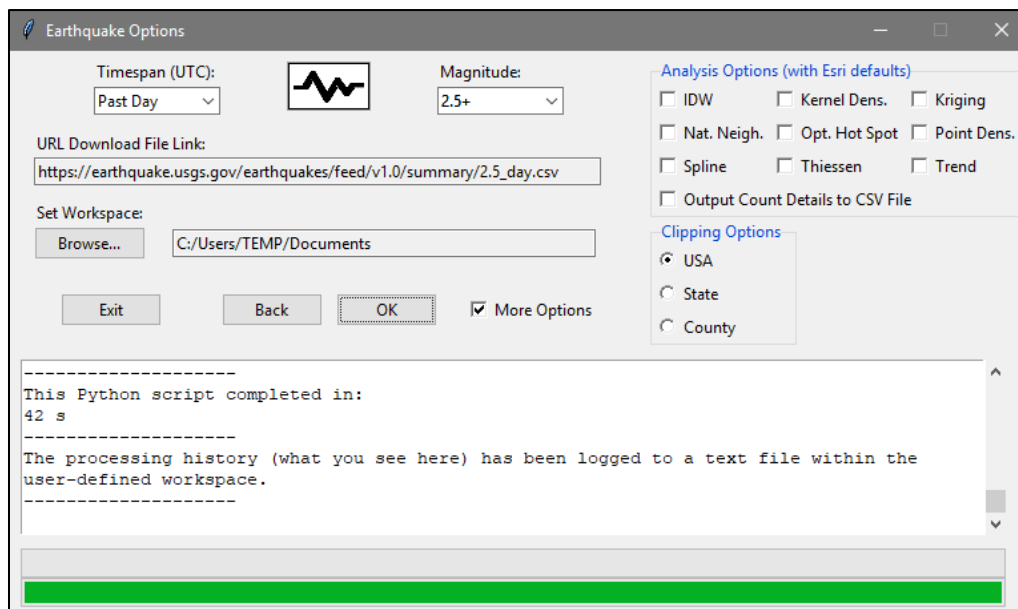 Earthquake Options
Timespan (UTC):
Past Day
Magnitude:
2.5+
URL Download File Link:
https://earthquake.usgs.gov/earthquakes/feed/v1.0/summary/2.5_day.csv
Set Workspace:
Browse...
C:/Users/TEMP/Documents
Exit
Back
OK
More Options
Analysis Options (with Esri defaults)
IDW
Kernel Dens.
Kriging
Nat. Neigh.
Opt. Hot Spot
Point Dens.
Spline
Thiessen
Trend
Output Count Details to CSV File
Clipping Options
USA
State
County
--------------------
This Python script completed in:
42 s
--------------------
The processing history (what you see here) has been logged to a text file within the
user-defined workspace.
--------------------